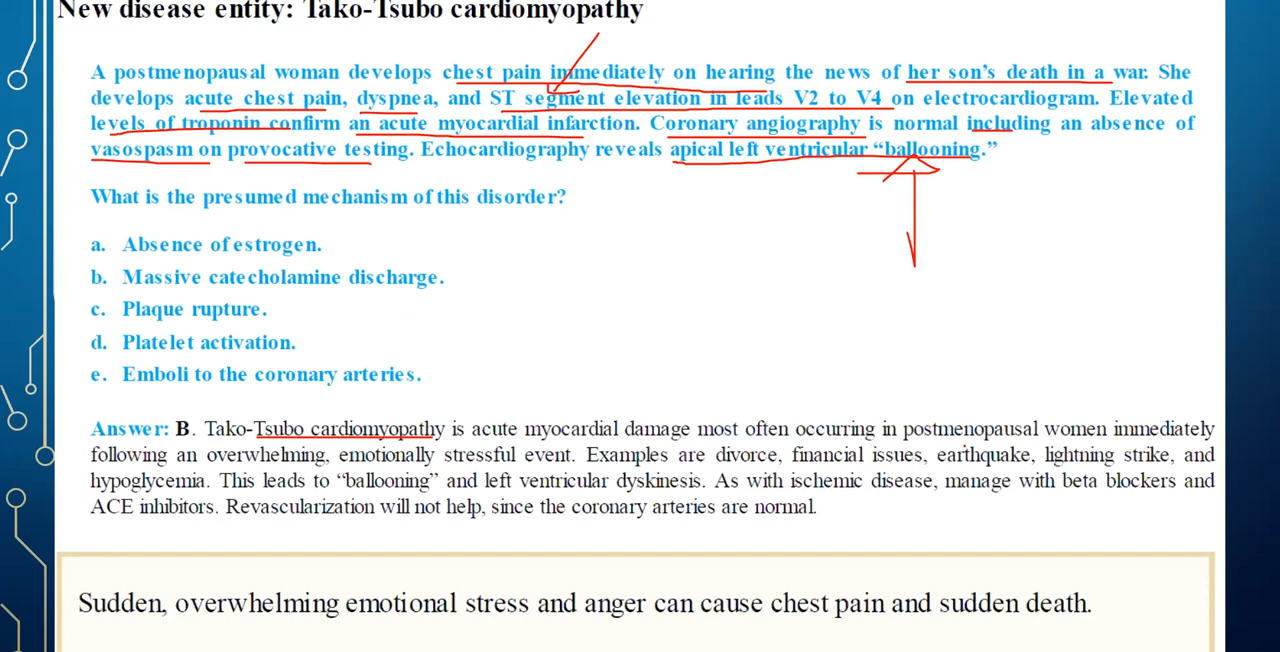 New disease entity: Tako-Tsubo cardiomyopathy
A postmenopausal woman develops chest pain immediately on hearing the news of her son's death in a war. She
develops acute chest pain, dyspnea, and ST segment elevation in leads V2 to V4 on electrocardiogram. Elevated
levels of troponin confirm an acute myocardial infarction. Coronary angiography is normal including an absence of
vasospasm on provocative testing. Echocardiography reveals apical left ventricular “ballooning.”
What is the presumed mechanism of this disorder?
a. Absence of estrogen.
b. Massive catecholamine discharge.
c. Plaque rupture.
d. Platelet activation.
e. Emboli to the coronary arteries.
Answer: B. Tako-Tsubo cardiomyopathy is acute myocardial damage most often occurring in postmenopausal women immediately
following an overwhelming, emotionally stressful event. Examples are divorce, financial issues, earthquake, lightning strike, and
hypoglycemia. This leads to “ballooning” and left ventricular dyskinesis. As with ischemic disease, manage with beta blockers and
ACE inhibitors. Revascularization will not help, since the coronary arteries are normal.
Sudden, overwhelming emotional stress and anger can cause chest pain and sudden death.